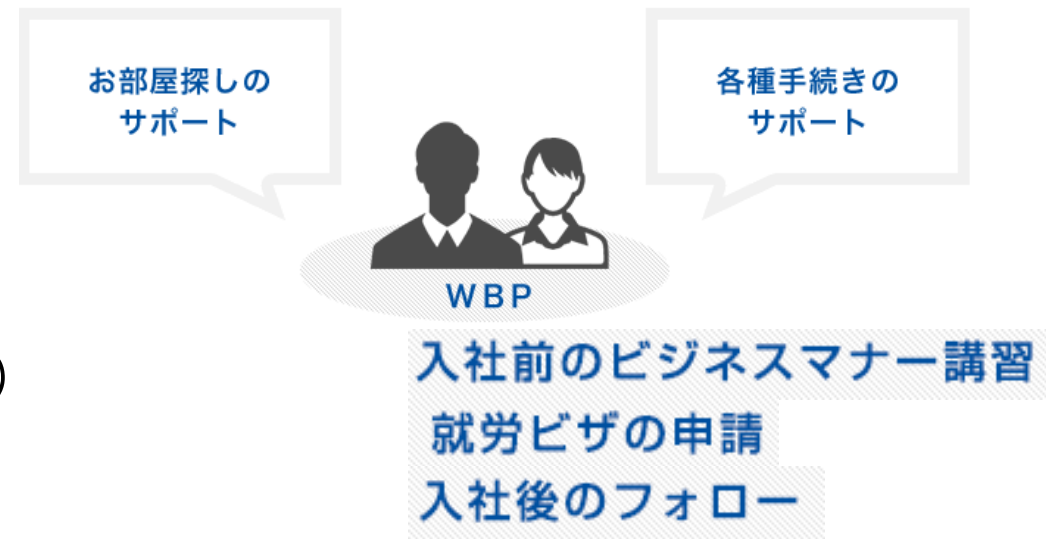 お部屋探しの
サポート
各種手続きの
サポート
WBP
)
入社前のビジネスマナー講習
就労ビザの申請
入社後のフォロー